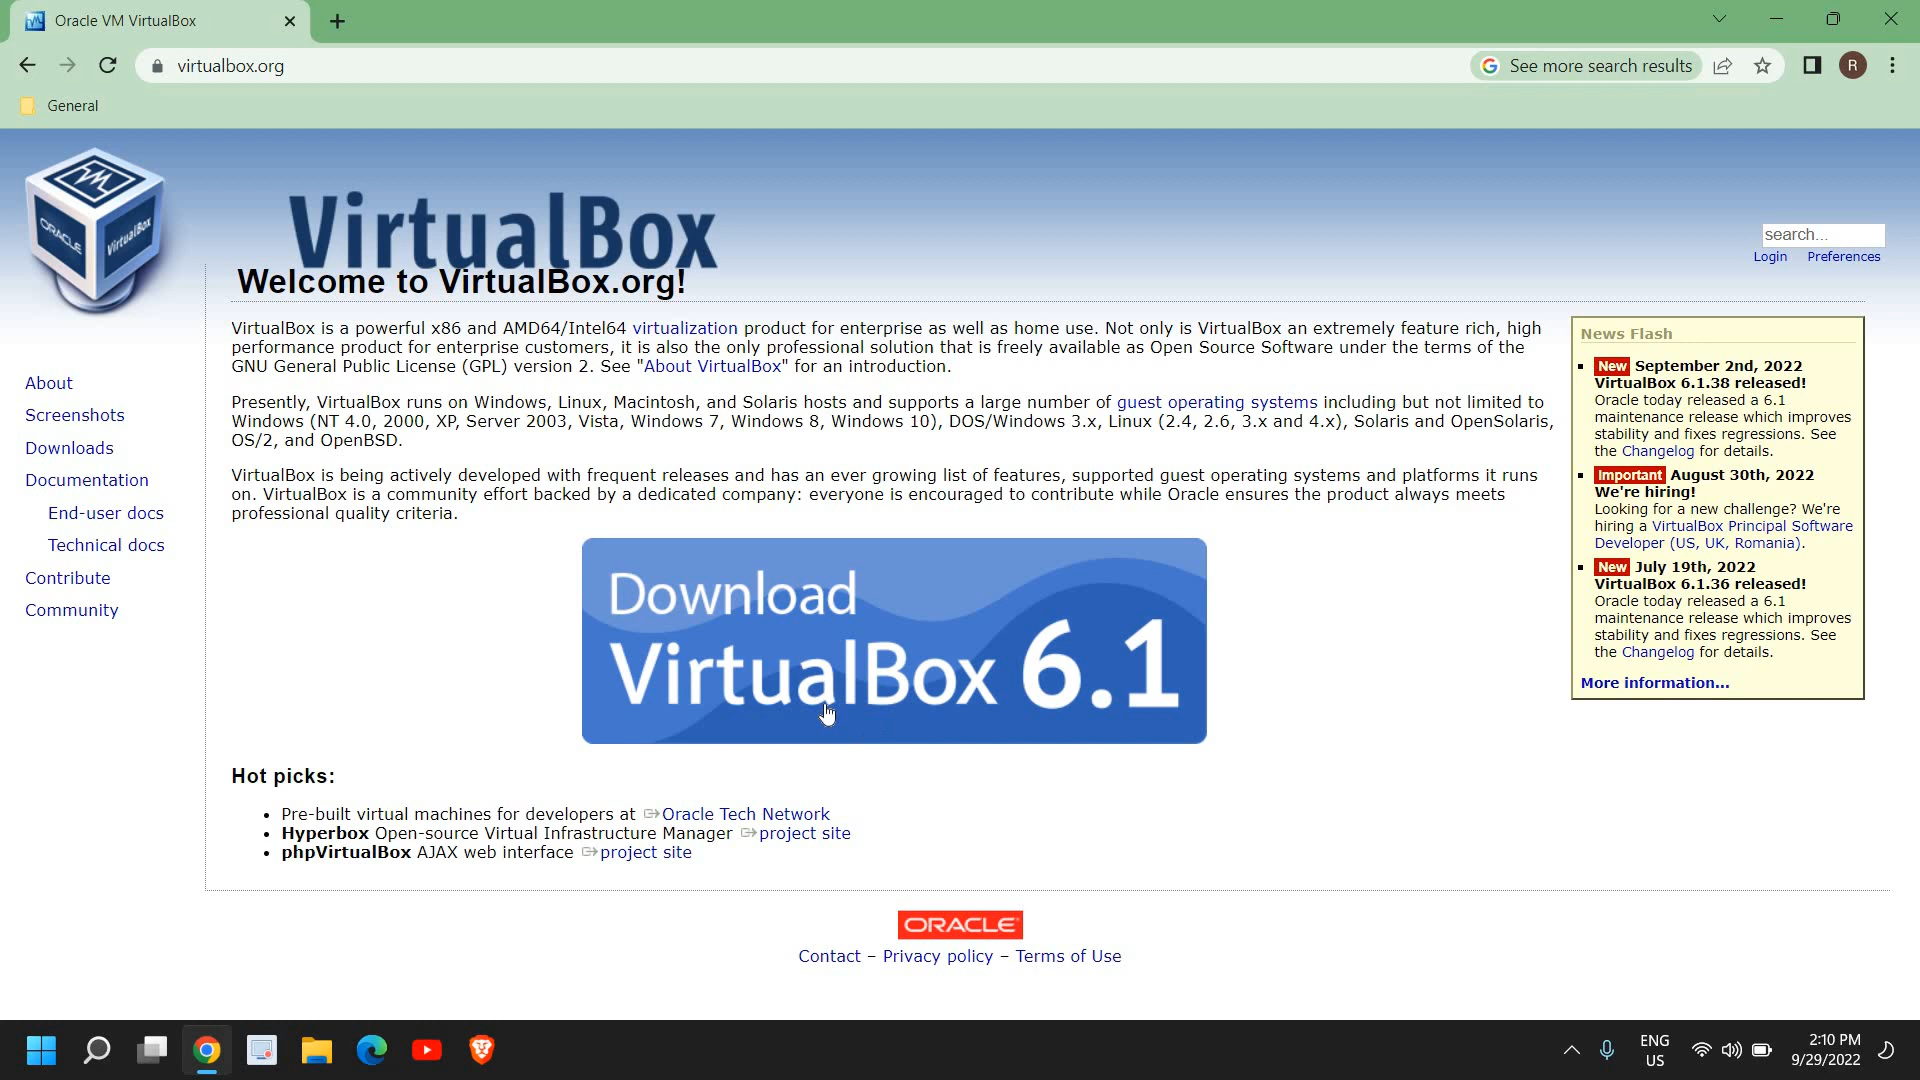 Oracle VM VirtualBox
virtualbox.org
See more search results
R
General
ORACLE
VirtualBox
VirtualBox
search...
Login Preferences
Welcome to VirtualBox.org!
VirtualBox is a powerful x86 and AMD64/Intel64 virtualization product for enterprise as well as home use. Not only is VirtualBox an extremely feature rich, high
performance product for enterprise customers, it is also the only professional solution that is freely available as Open Source Software under the terms of the
GNU General Public License (GPL) version 2. See "About VirtualBox" for an introduction.
Presently, VirtualBox runs on Windows, Linux, Macintosh, and Solaris hosts and supports a large number of guest operating systems including but not limited to
Windows (NT 4.0, 2000, XP, Server 2003, Vista, Windows 7, Windows 8, Windows 10), DOS/Windows 3.x, Linux (2.4, 2.6, 3.x and 4.x), Solaris and OpenSolaris,
OS/2, and OpenBSD.
VirtualBox is being actively developed with frequent releases and has an ever growing list of features, supported guest operating systems and platforms it runs
on. VirtualBox is a community effort backed by a dedicated company: everyone is encouraged to contribute while Oracle ensures the product always meets
professional quality criteria.
About
Screenshots
Downloads
Documentation
End-user docs
Technical docs
Contribute
Community
Download
VirtualBox 6.1
News Flash
New September 2nd, 2022
VirtualBox 6.1.38 released!
Oracle today released a 6.1
maintenance release which improves
stability and fixes regressions. See
the Changelog for details.
Important August 30th, 2022
We're hiring!
Looking for a new challenge? We're
hiring a VirtualBox Principal Software
Developer (US, UK, Romania).
New July 19th, 2022
VirtualBox 6.1.36 released!
Oracle today released a 6.1
maintenance release which improves
stability and fixes regressions. See
the Changelog for details.
More information...
Hot picks:
Pre-built virtual machines for developers at Oracle Tech Network
Hyperbox Open-source Virtual Infrastructure Manager project site
phpVirtualBox AJAX web interface project site
ORACLE
Contact – Privacy policy – Terms of Use
ENG
US
2:10 PM
9/29/2022